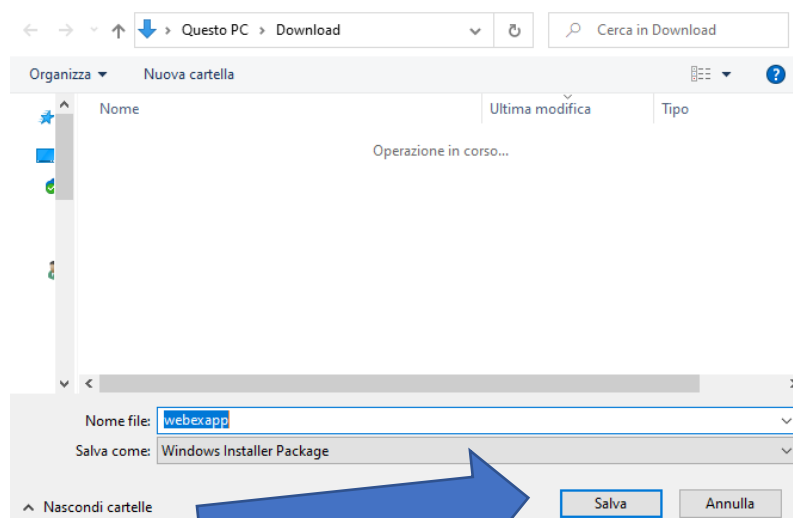 Questo PC > Download
Cerca in Download
Organizza
Nuova cartella
?
Nome
Ultima modifica
Tipo
Operazione in corso...
Nome file: webexapp
Salva come: Windows Installer Package
Nascondi cartelle
Salva
Annulla